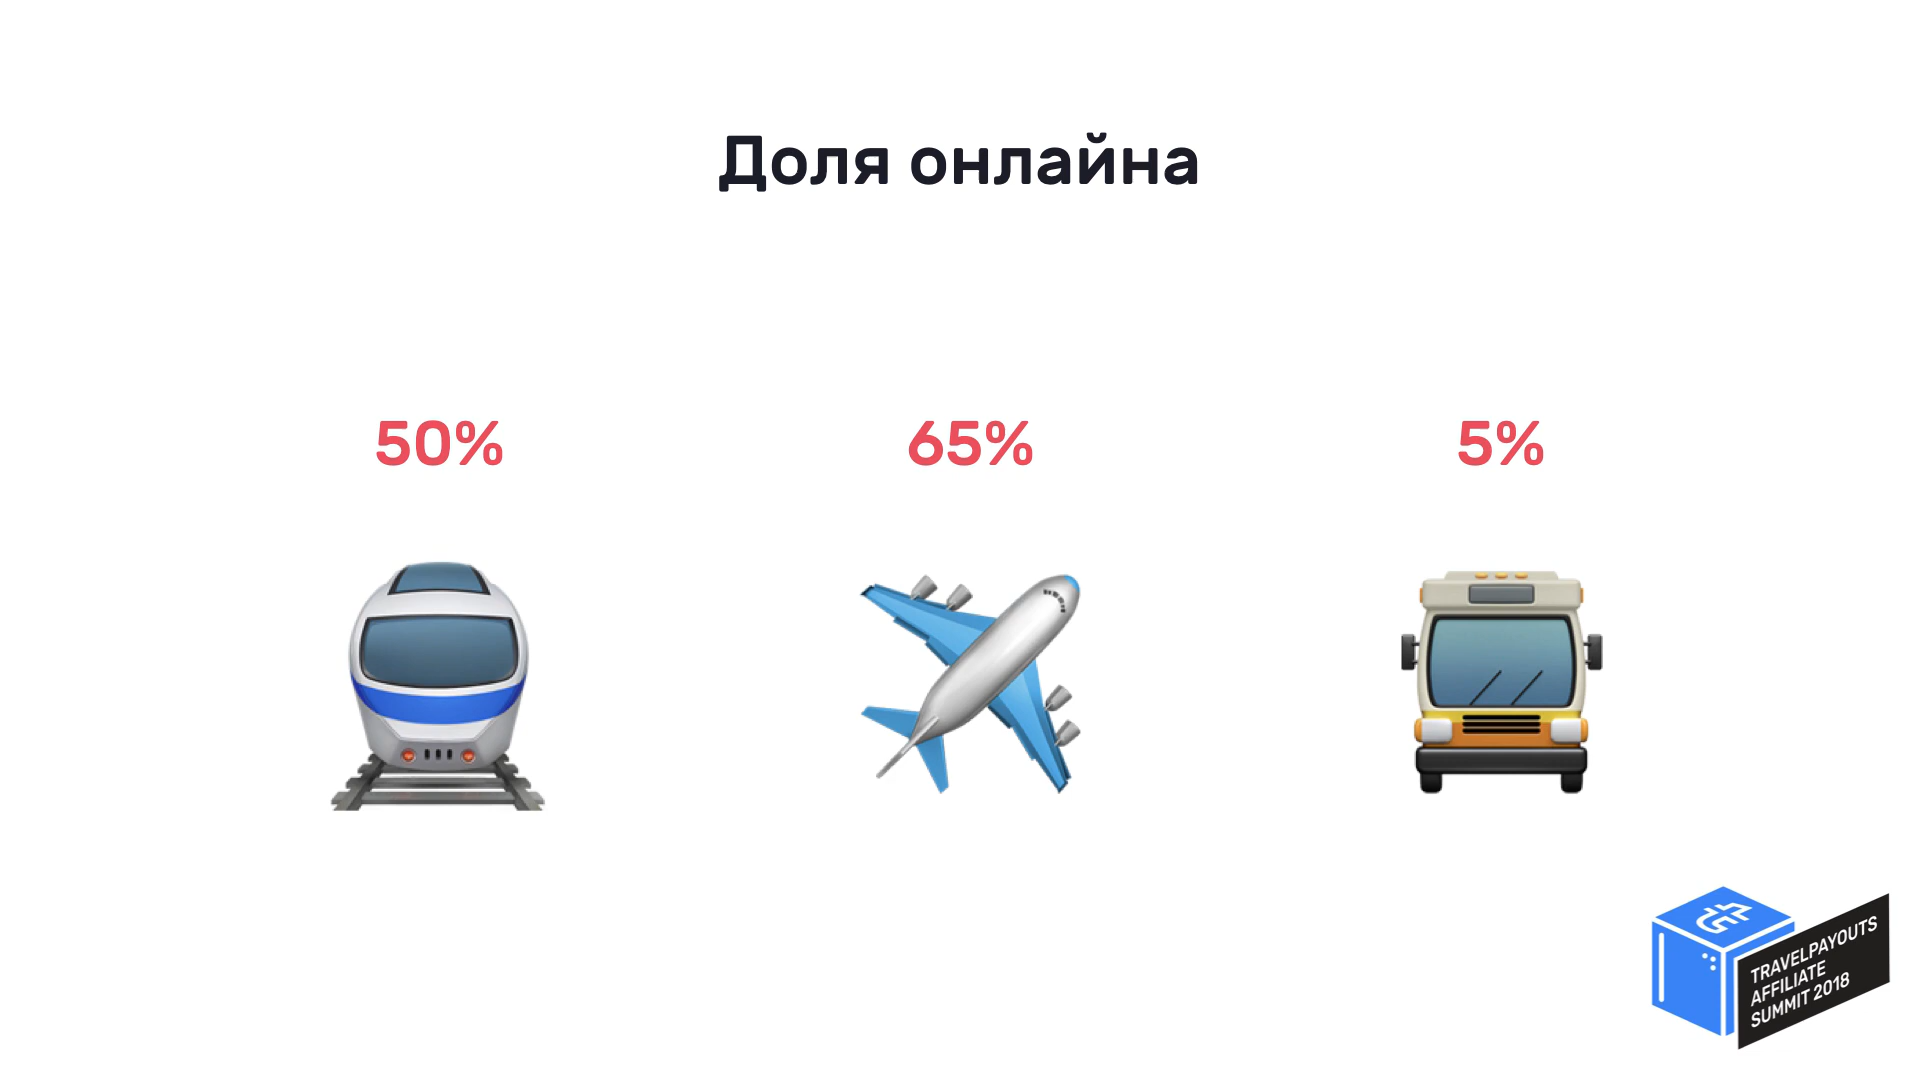 Доля онлайна
50%
65%
5%
TRAVELPAYOUTS
AFFILIATE
SUMMIT 2018